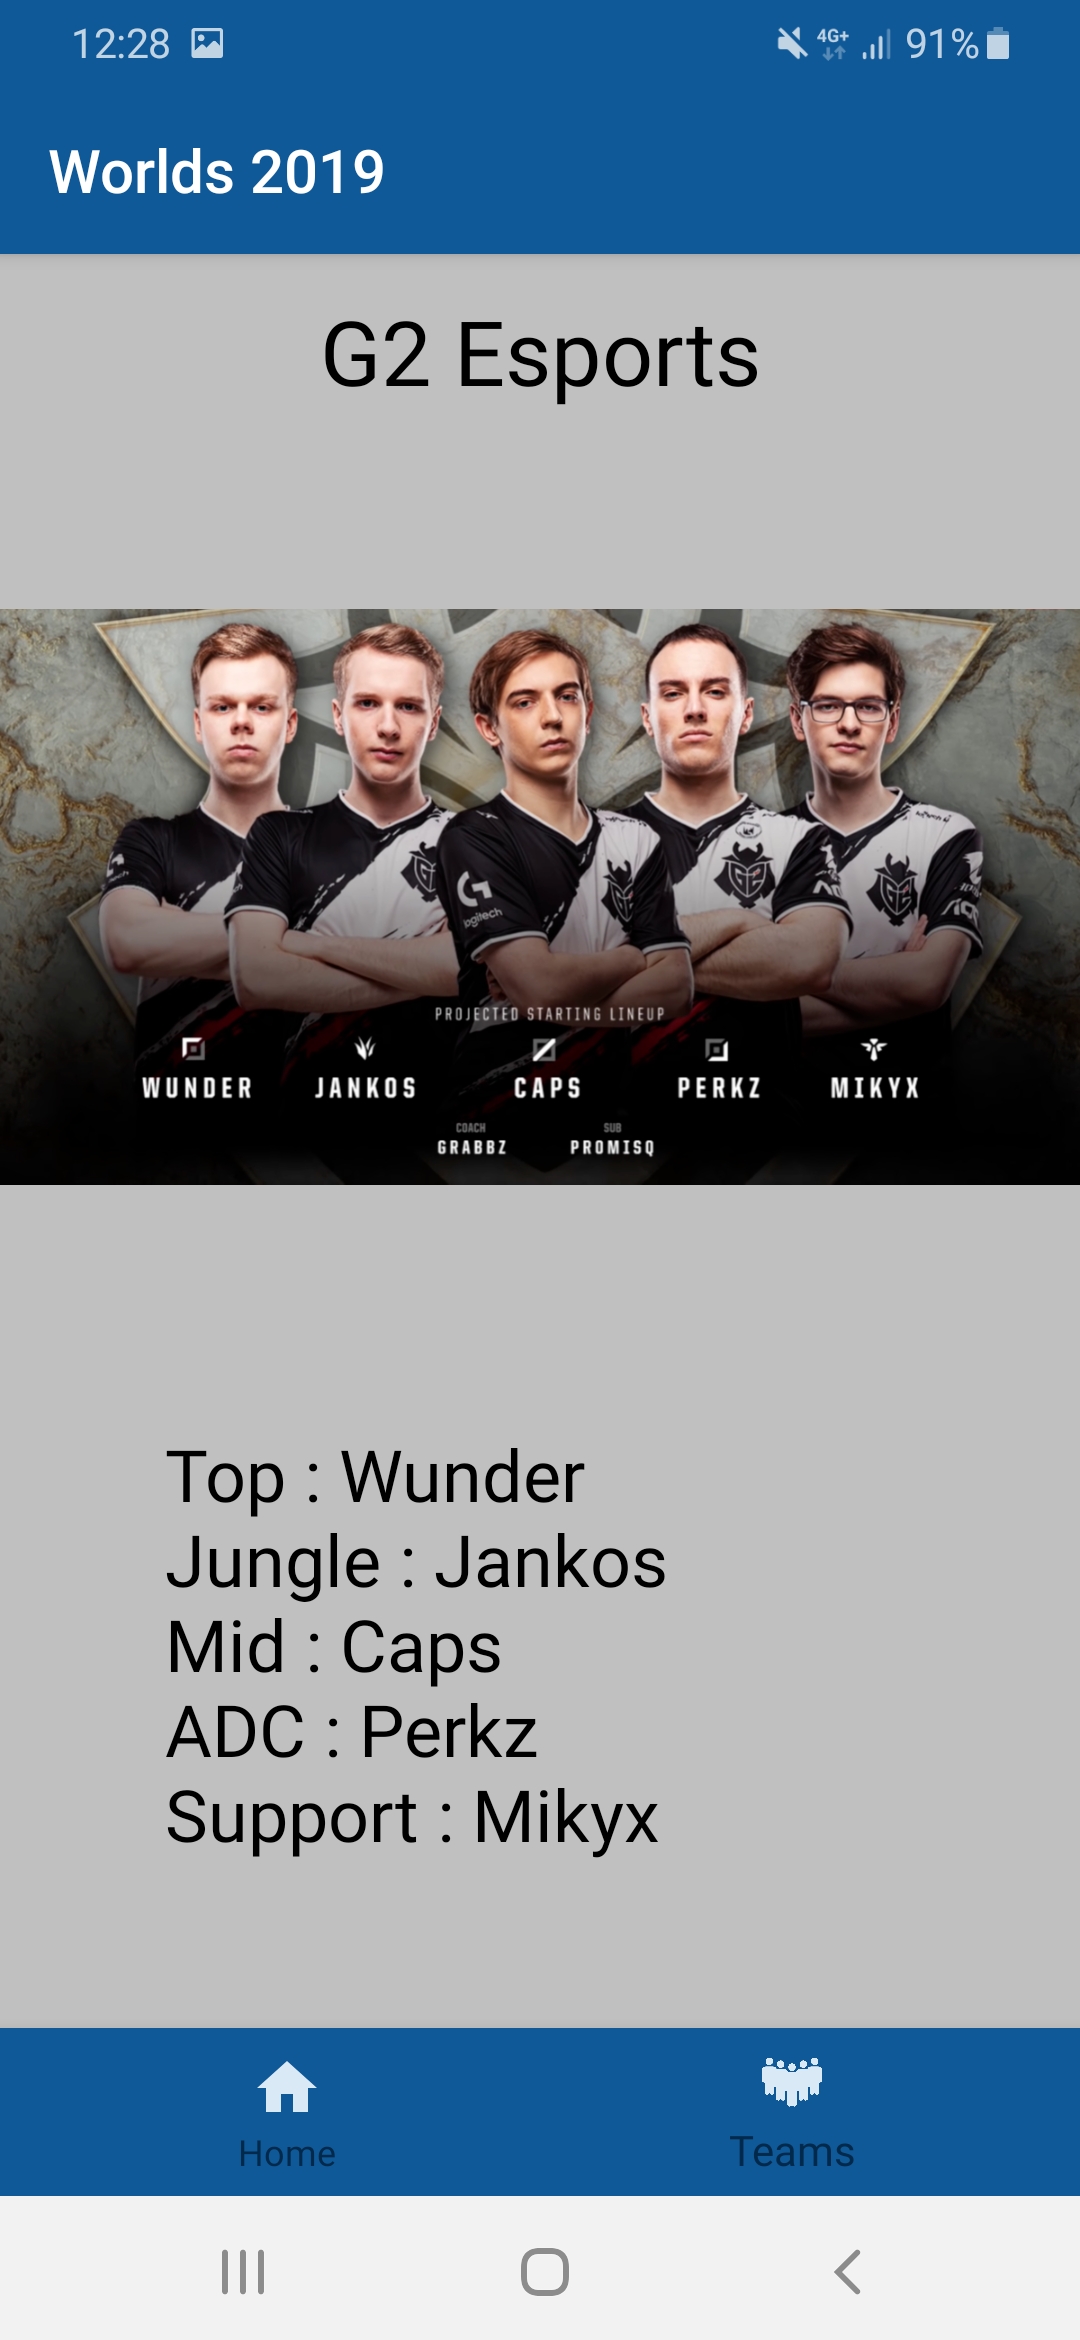 12:28
4G+ 91%
Worlds 2019
G2 Esports
logitech
PROJECTED STARTING LINEUP
WUNDER JANKOS CAPS PERKZ MIKYX
COACH SUB
GRABBZ PROMISQ
Top : Wunder
Jungle : Jankos
Mid : Caps
ADC : Perkz
Support : Mikyx
Home Teams